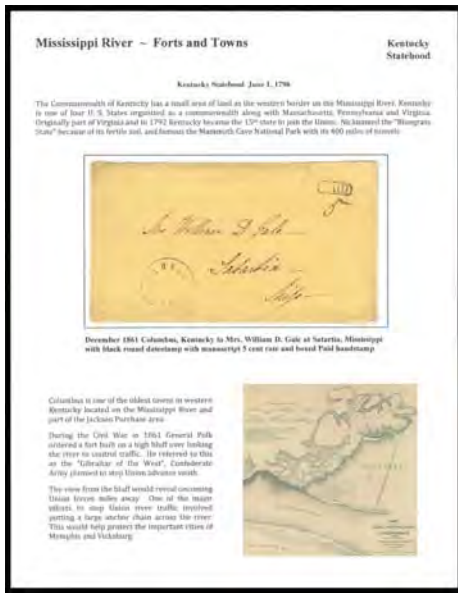 Mississippi River ~ Forts and Towns
Kentucky
Statehood
Kentucky Statehood June 1, 1796
The Commonwealth of Kentucky has a small area of land as the western border on the Mississippi River. Kentucky
is one of four U. S. States organized as a commonwealth along with Massachusetts, Pennsylvania and Virginia.
Originally part of Virginia and in 1792 Kentucky became the 15th state to join the Union. Nicknamed the "Bluegrass
State" because of its fertile soil, and famous the Mammoth Cave National Park with its 400 miles of tunnels.
5
Mrs William D. Gale
Satartia
Miss
December 1861 Columbus, Kentucky to Mrs. William D. Gale at Satartia, Mississippi
with black round datestamp with manuscript 5 cent rate and boxed Paid handstamp
Columbus is one of the oldest towns in western
Kentucky located on the Mississippi River and
part of the Jackson Purchase area.
During the Civil War in 1861 General Polk
ordered a fort built on a high bluff over looking
the river to control traffic. He referred to this
as the "Gibraltar of the West", Confederate
Army planned to stop Union advance south.
The view from the bluff would reveal oncoming
Union forces miles away. One of the major
efforts to stop Union river traffic involved
putting a large anchor chain across the river.
This would help protect the important cities of
Memphis and Vicksburg.